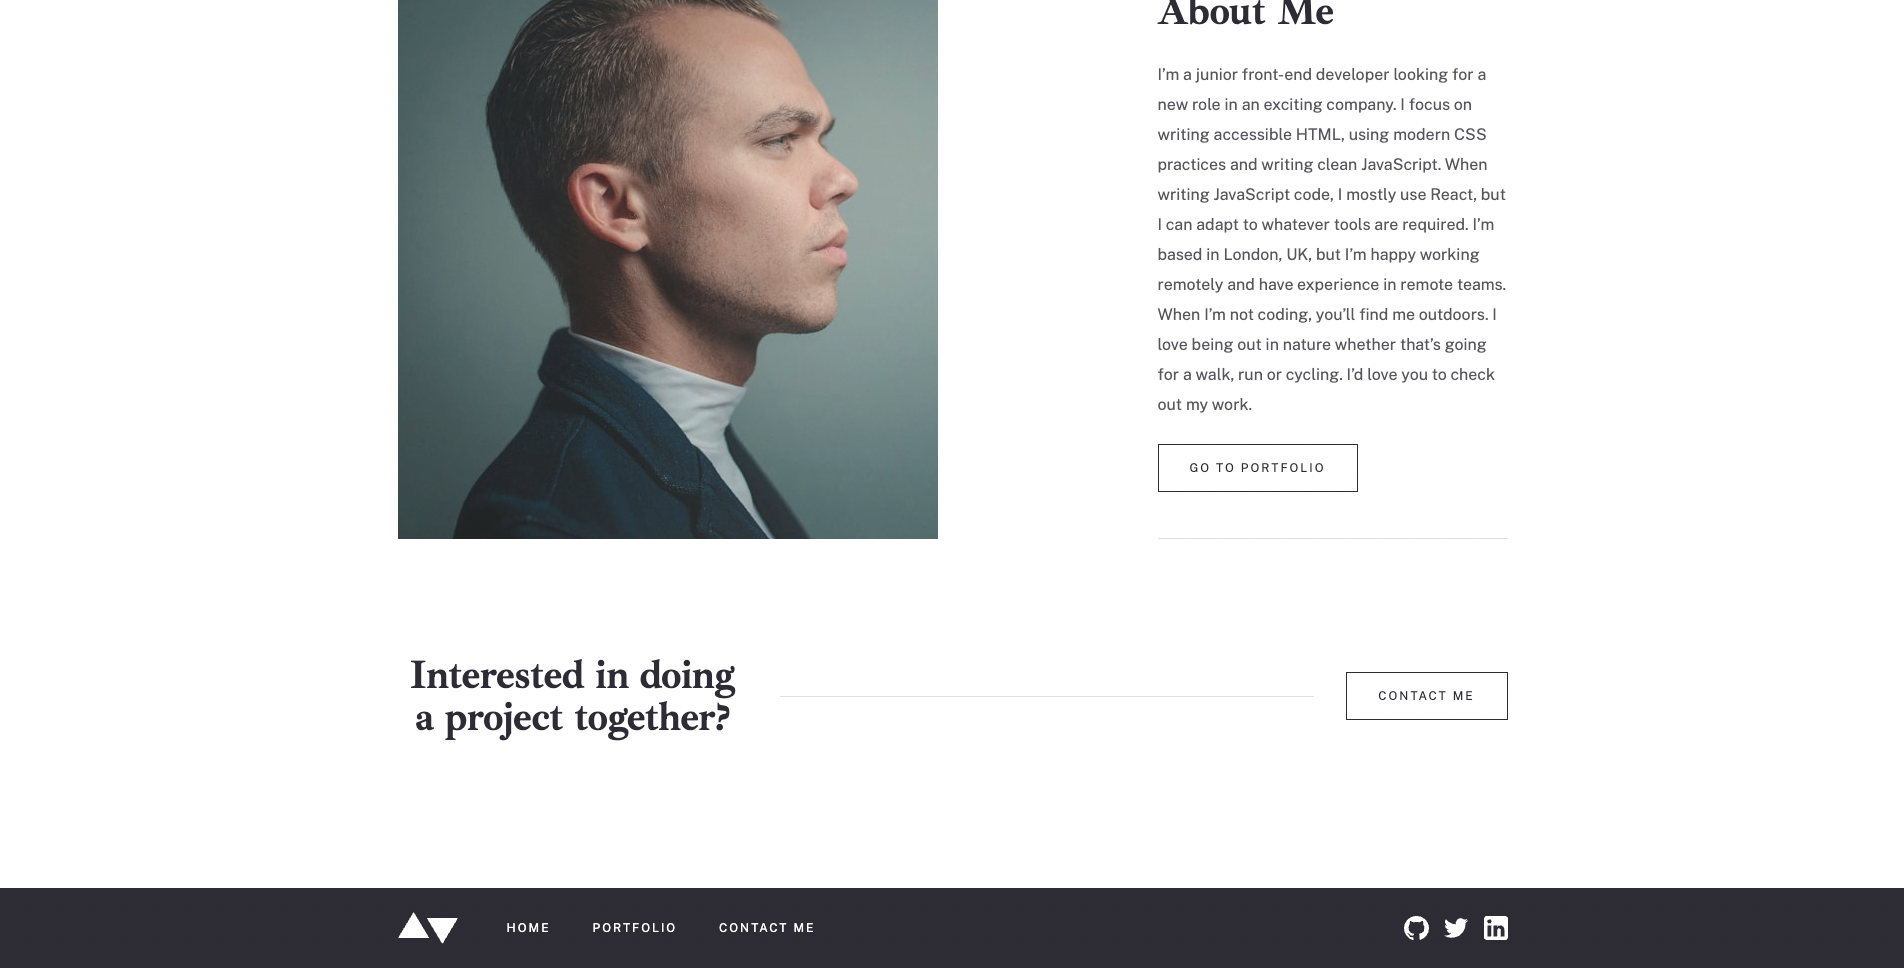 About Me
I’m a junior front-end developer looking for a
new role in an exciting company. I focus on
writing accessible HTML, using modern CSS
practices and writing clean JavaScript. When
writing JavaScript code, I mostly use React, but
I can adapt to whatever tools are required. I’m
based in London, UK, but I’m happy working
remotely and have experience in remote teams.
When I’m not coding, you’ll find me outdoors. I
love being out in nature whether that’s going
for a walk, run or cycling. I’d love you to check
out my work.
GO TO PORTFOLIO
Interested in doing
a project together?
CONTACT ME
HOME PORTFOLIO CONTACT ME
in